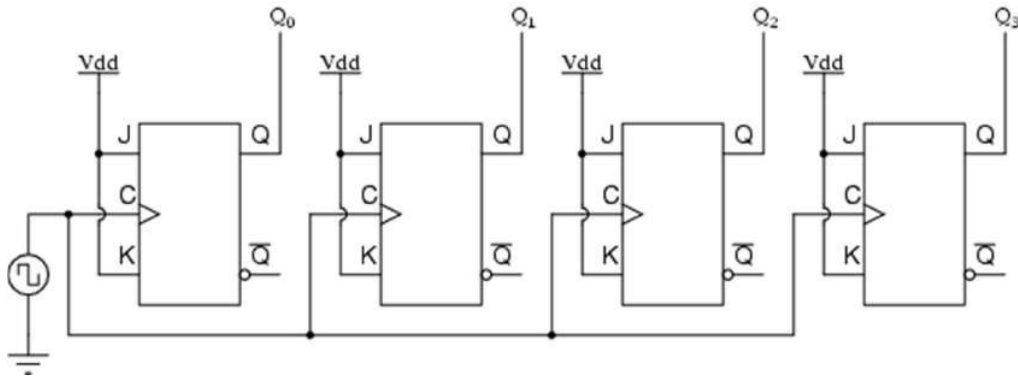 Q0 Q1 Q2 Q3
Vdd Vdd Vdd Vdd
J Q J Q J Q J Q
C C C C
K Q̅ K Q̅ K Q̅ K Q̅